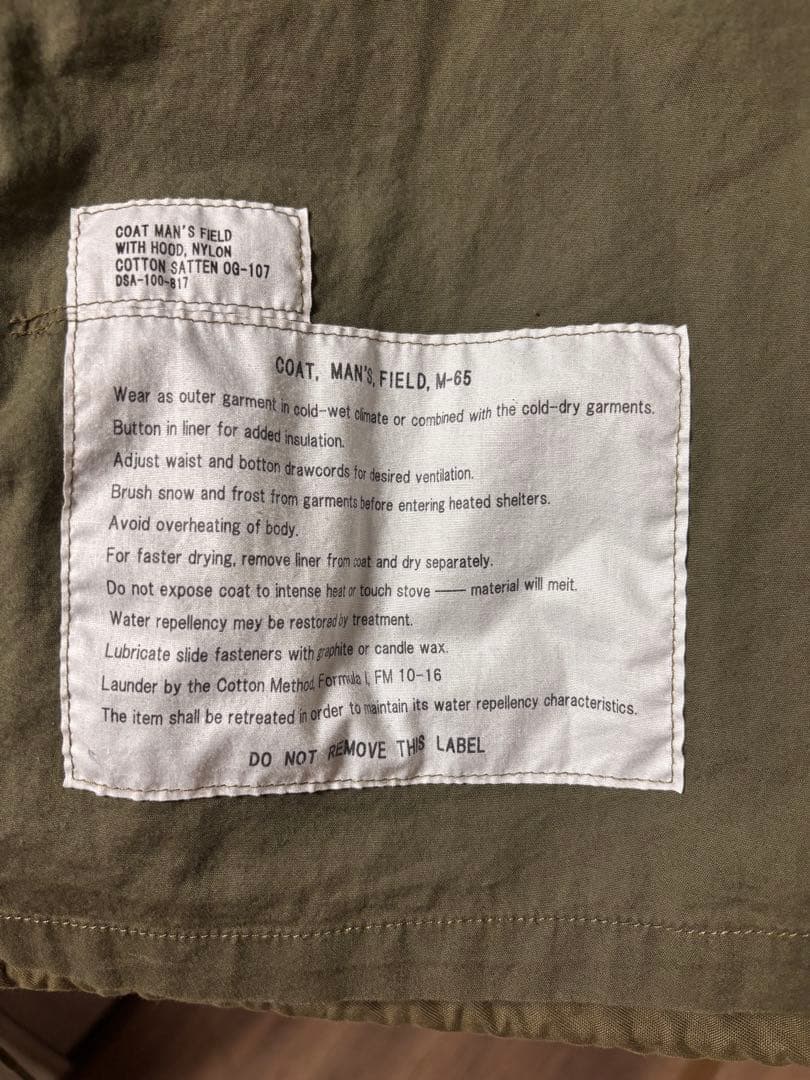 COAT MAN'S FIELD
WITH HOOD, NYLON
COTTON SATTEN OG-107
DSA-100-817
COAT, MAN'S, FIELD, M-65
Wear as outer garment in cold-wet climate or combined with the cold-dry garments.
Button in liner for added insulation.
Adjust waist and botton drawcords for desired ventilation.
Brush snow and frost from garments before entering heated shelters.
Avoid overheating of body.
For faster drying, remove liner from coat and dry separately.
Do not expose coat to intense heat or touch stove —— material will meit.
Water repellency mey be restored by treatment.
Lubricate slide fasteners with graphite or candle wax.
Launder by the Cotton Method Formula I, FM 10-16
The item shall be retreated in order to maintain its water repellency characteristics.
DO NOT REMOVE THIS LABEL